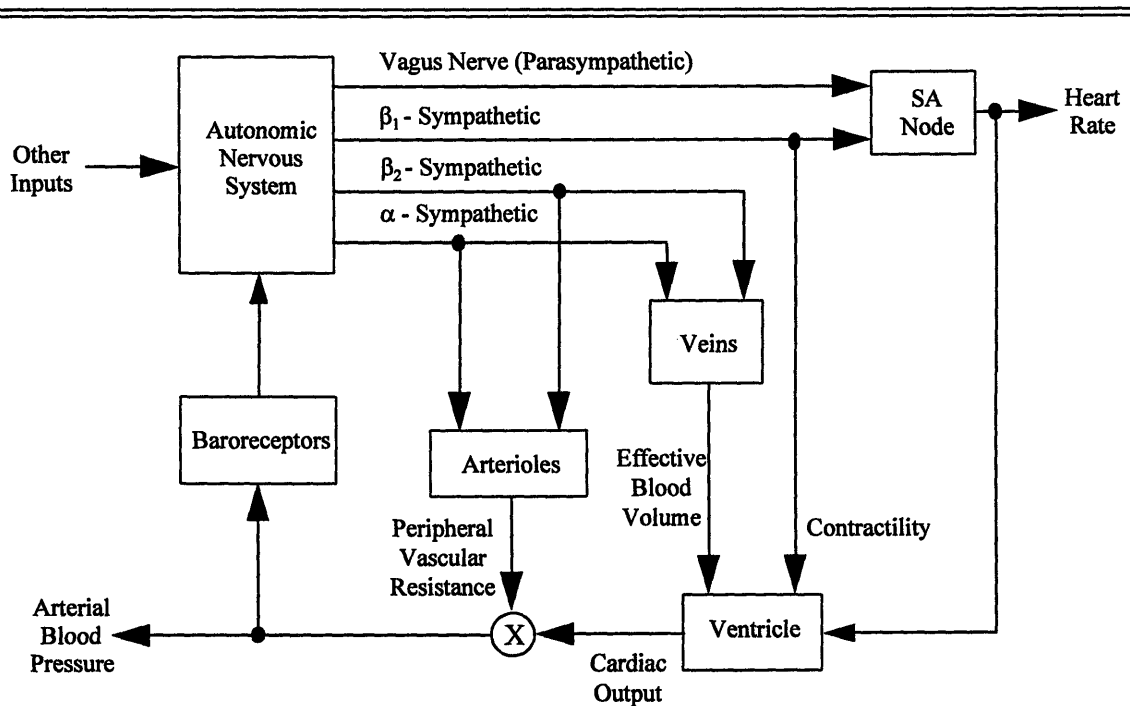 Vagus Nerve (Parasympathetic)
β₁ - Sympathetic
β₂ - Sympathetic
α - Sympathetic
Other
Inputs
Autonomic
Nervous
System
SA
Node
Heart
Rate
Veins
Baroreceptors
Arterioles
Effective
Blood
Volume
Contractility
Peripheral
Vascular
Resistance
Arterial
Blood
Pressure
X
Ventricle
Cardiac
Output